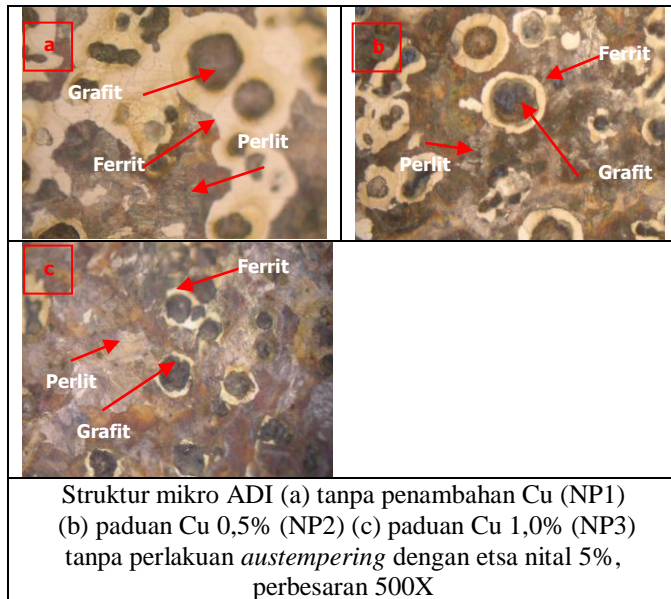 a
Grafit
Ferrit
Perlit
b
Ferrit
Perlit
Grafit
c
Ferrit
Perlit
Grafit
Struktur mikro ADI (a) tanpa penambahan Cu (NP1)
(b) paduan Cu 0,5% (NP2) (c) paduan Cu 1,0% (NP3)
tanpa perlakuan austempering dengan etsa nital 5%,
perbesaran 500X